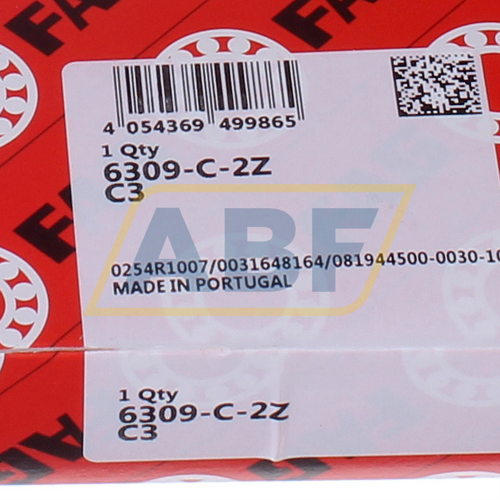 FAG
4 054369 499865
1 Qty
6309-C-2Z
C3
ABF
0254R1007/0031648164/081944500-0030-10
MADE IN PORTUGAL
1 Qty
6309-C-2Z
C3